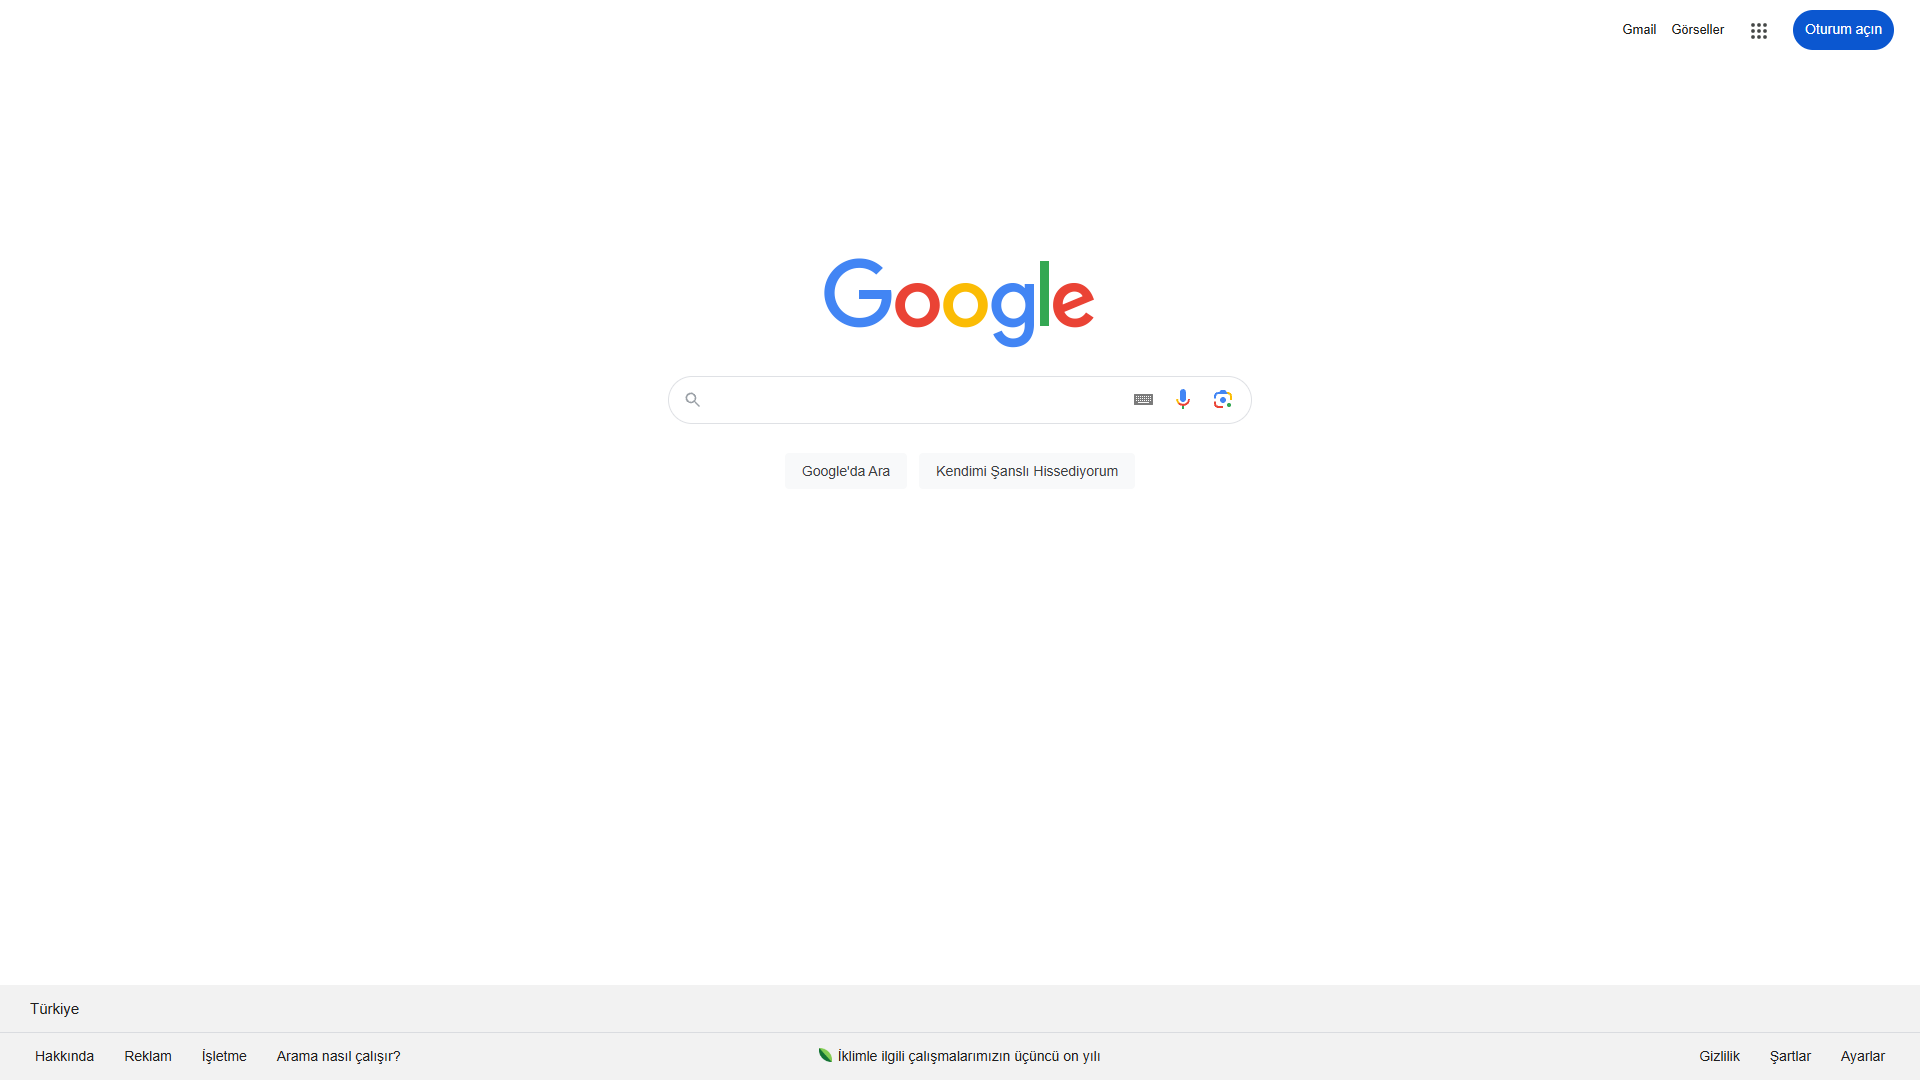 Gmail Görseller Oturum açın
Google
Google'da Ara Kendimi Şanslı Hissediyorum
Türkiye
Hakkında Reklam İşletme Arama nasıl çalışır? İklimle ilgili çalışmalarımızın üçüncü on yılı Gizlilik Şartlar Ayarlar